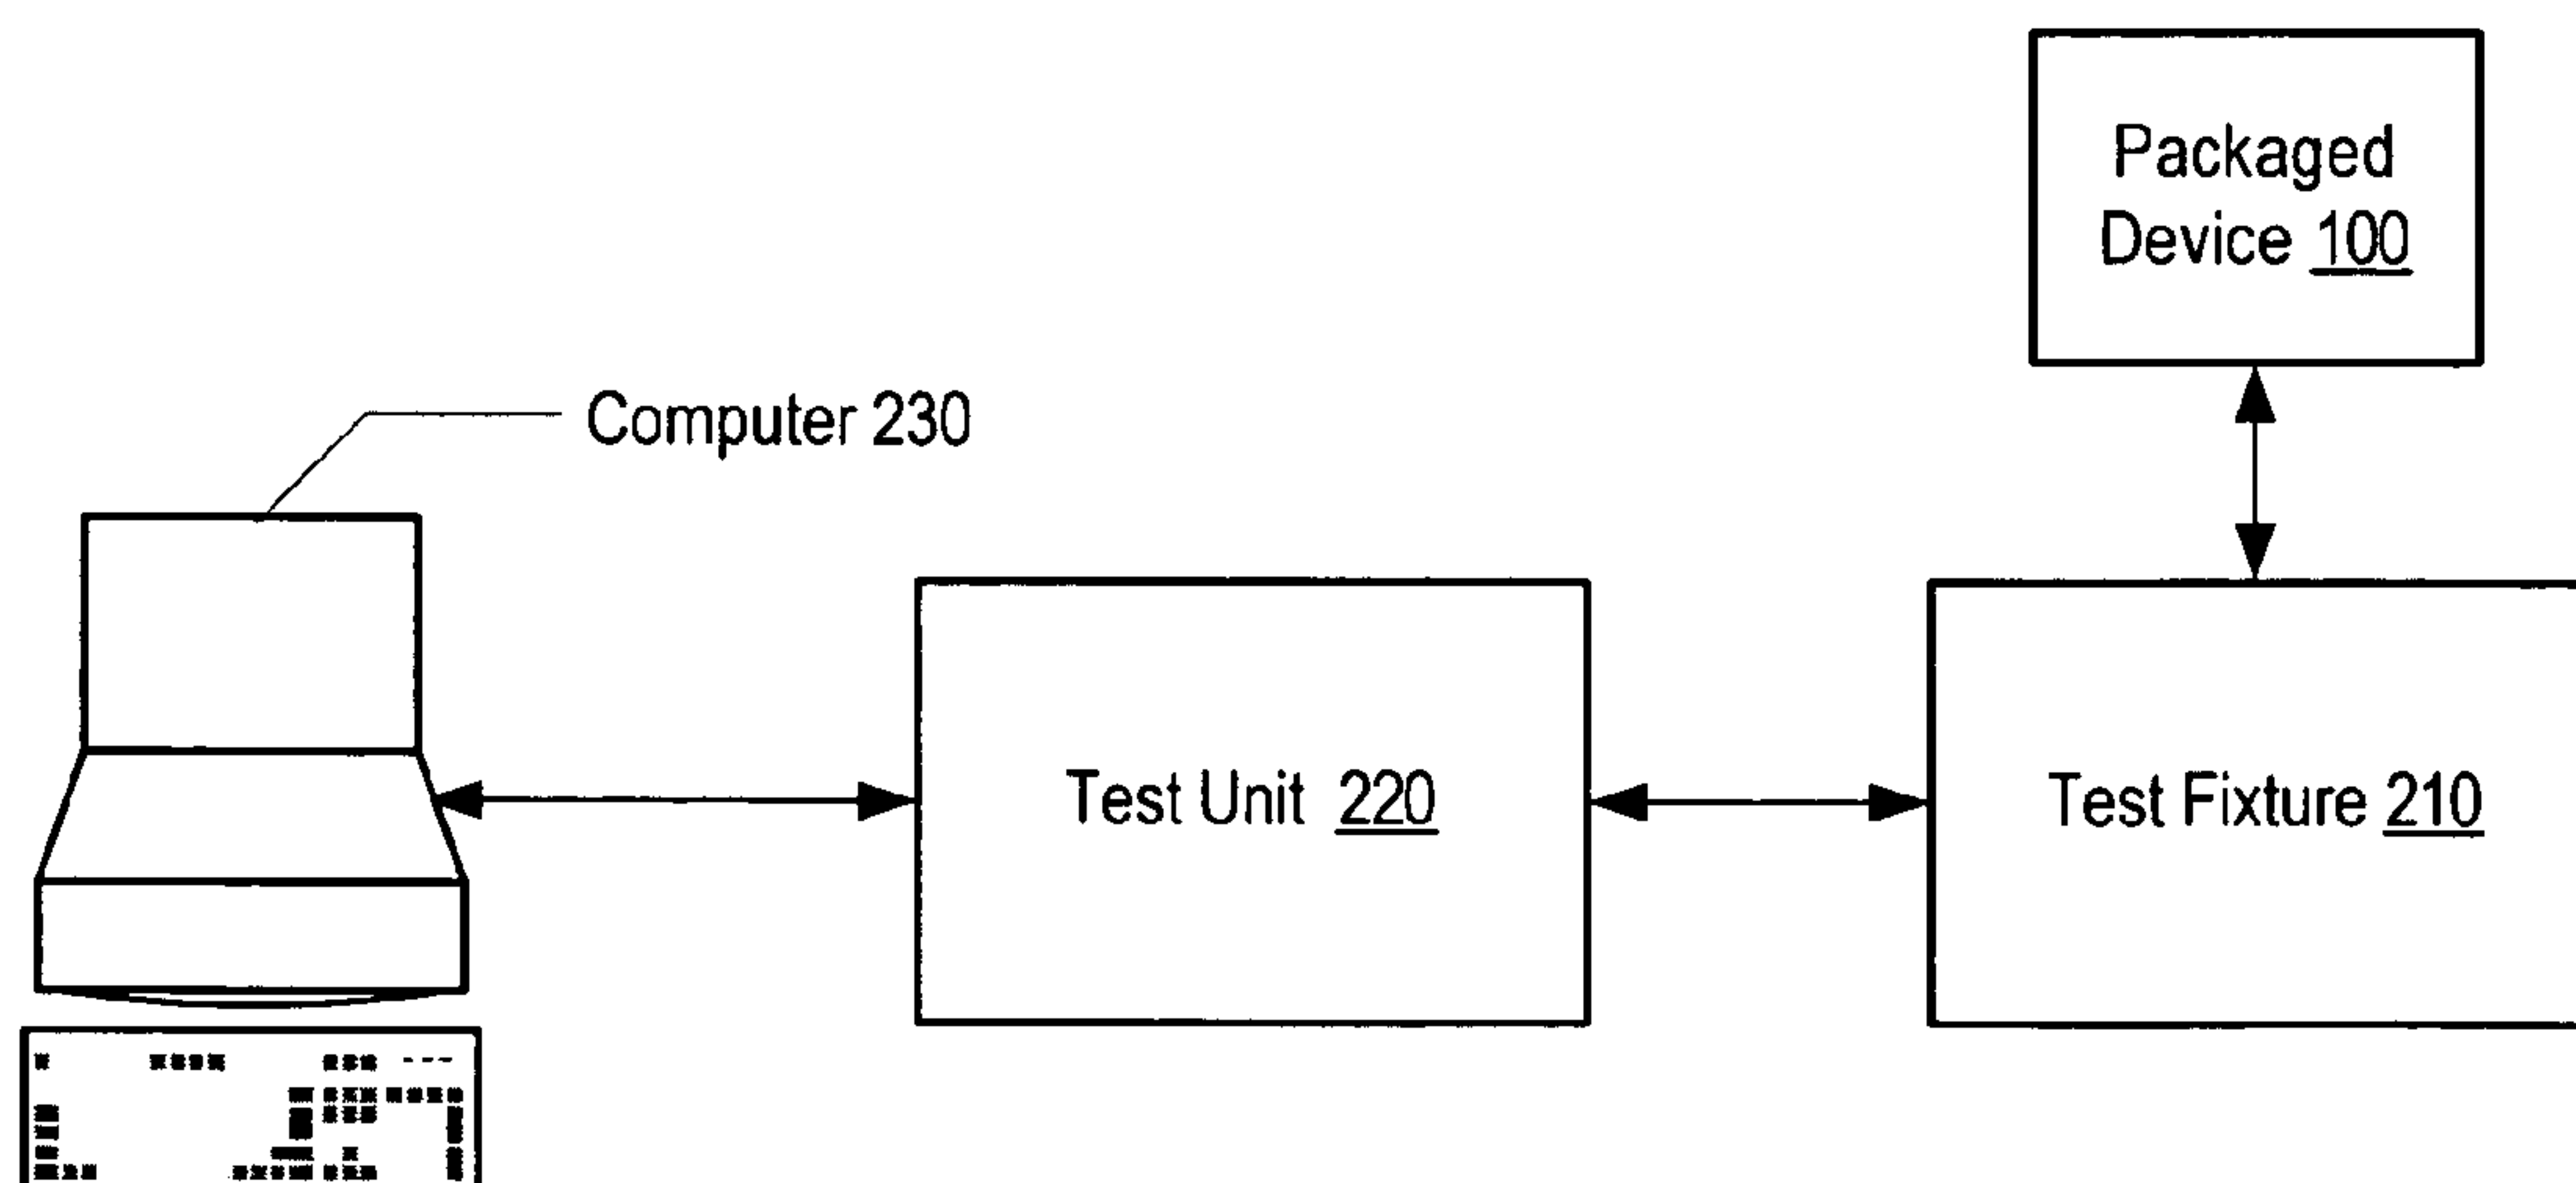 Packaged
Device 100
Computer 230
Test Unit 220
Test Fixture 210